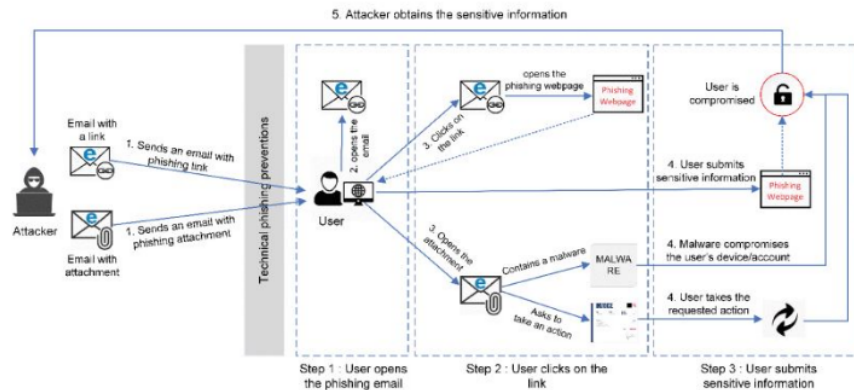 5. Attacker obtains the sensitive information
Email with
a link
1. Sends an email with
phishing link
Attacker
1. Sends an email with
phishing attachment
Email with
attachment
Technical phishing preventions
2. opens the
email
User
3. Clicks on
the link
opens the
phishing webpage
Phishing
Webpage
3. Opens the
attachment
Contains a malware
MALWA
RE
Asks to
take an action
User is
compromised
4. User submits
sensitive information
Phishing
Webpage
4. Malware compromises
the user's device/account
4. User takes the
requested action
Step 1 : User opens
the phishing email
Step 2 : User clicks on the
link
Step 3 : User submits
sensitive information